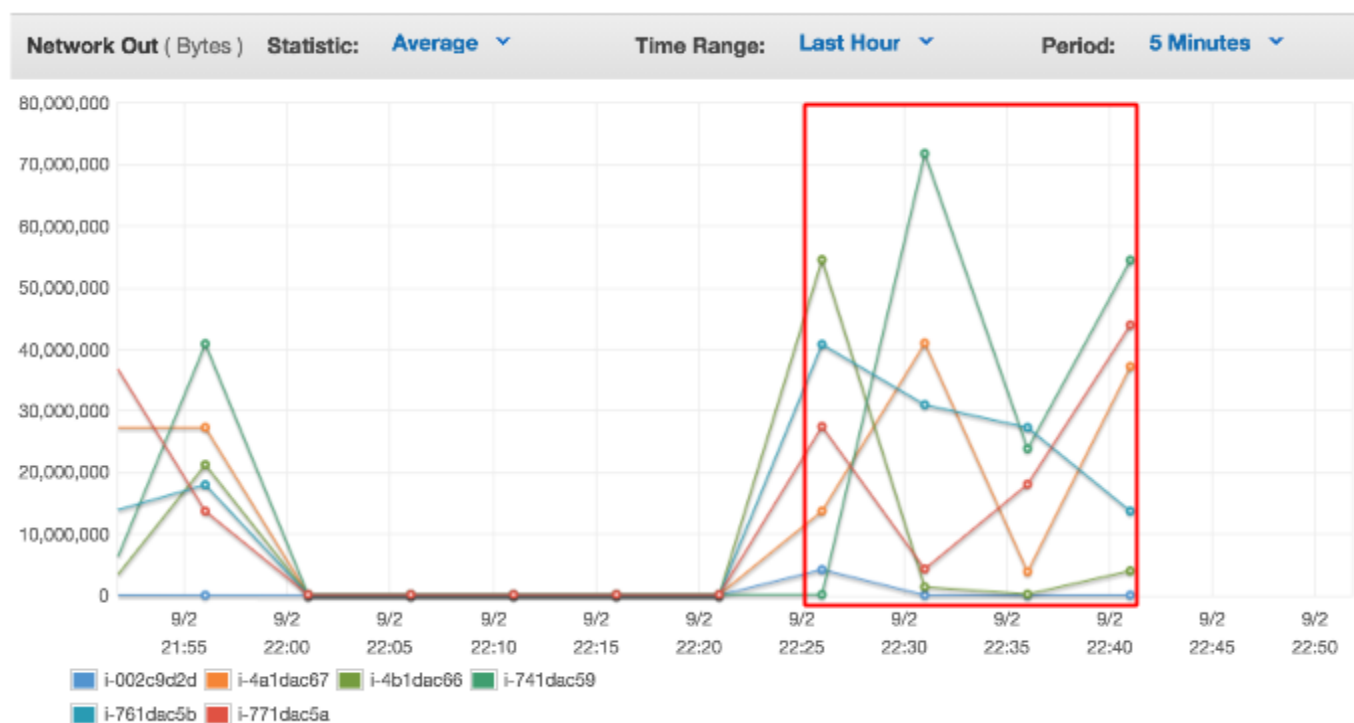 Network Out ( Bytes ) Statistic: Average Time Range: Last Hour Period: 5 Minutes
80,000,000
70,000,000
60,000,000
50,000,000
40,000,000
30,000,000
20,000,000
10,000,000
0
9/2 9/2 9/2 9/2 9/2 9/2 9/2 9/2 9/2 9/2 9/2 9/2
21:55 22:00 22:05 22:10 22:15 22:20 22:25 22:30 22:35 22:40 22:45 22:50
i-002c9d2d i-4a1dac67 i-4b1dac66 i-741dac59
i-761dac5b i-771dac5a